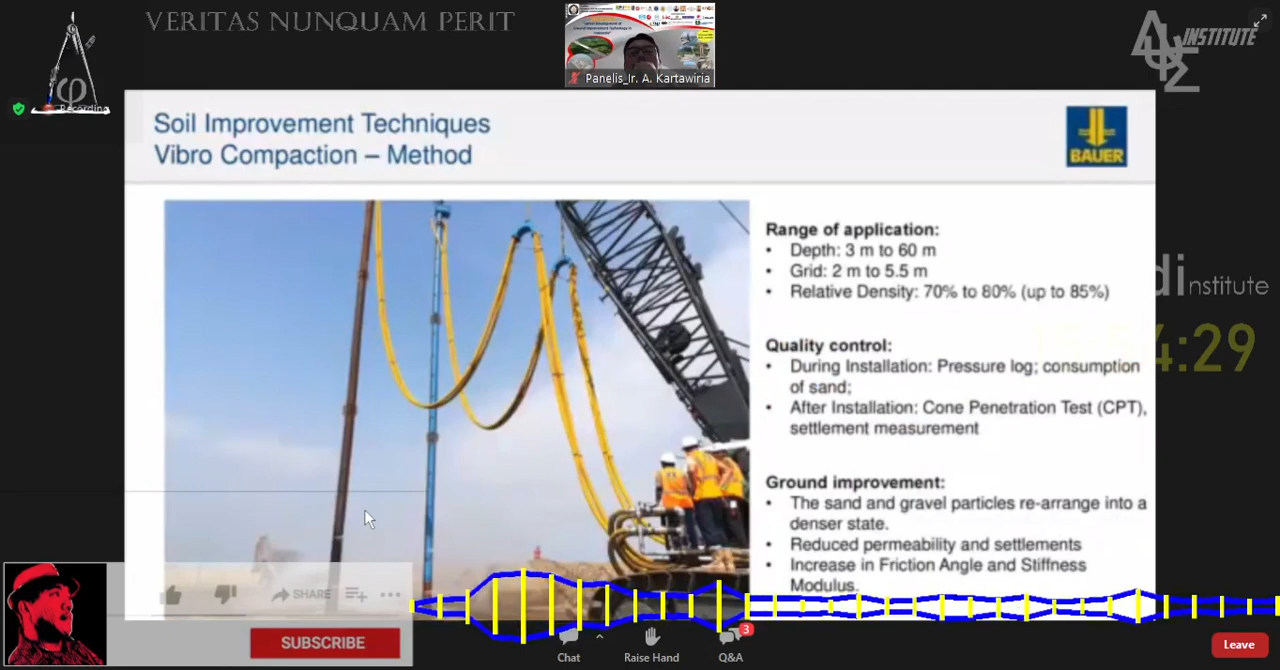 VERITAS NUNQUAM PERIT
Recording
Panelis_Ir. A. Kartawiria
INSTITUTE
Soil Improvement Techniques
Vibro Compaction – Method
BAUER
Range of application:
• Depth: 3 m to 60 m
• Grid: 2 m to 5.5 m
• Relative Density: 70% to 80% (up to 85%)
Quality control:
• During Installation: Pressure log; consumption
of sand;
• After Installation: Cone Penetration Test (CPT),
settlement measurement
Ground improvement:
• The sand and gravel particles re-arrange into a
denser state.
• Reduced permeability and settlements
• Increase in Friction Angle and Stiffness
Modulus.
institute
4:29
SHARE
SUBSCRIBE
Chat
Raise Hand
3
Q&A
Leave